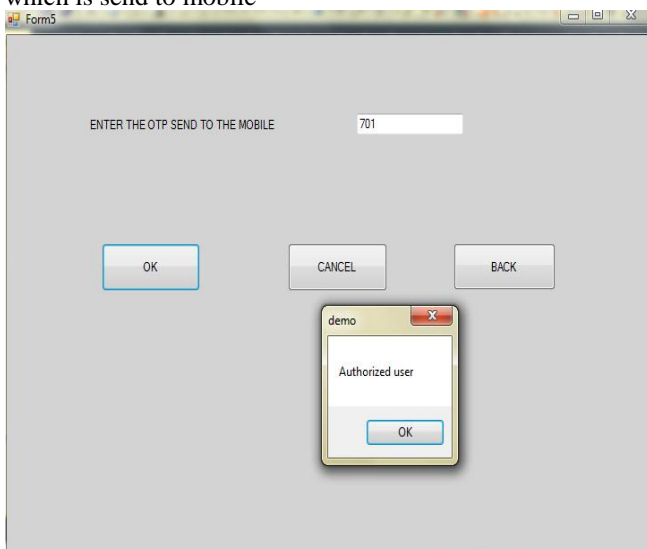 which is send to mobile
Form5
ENTER THE OTP SEND TO THE MOBILE 701
OK CANCEL BACK
demo
Authorized user
OK